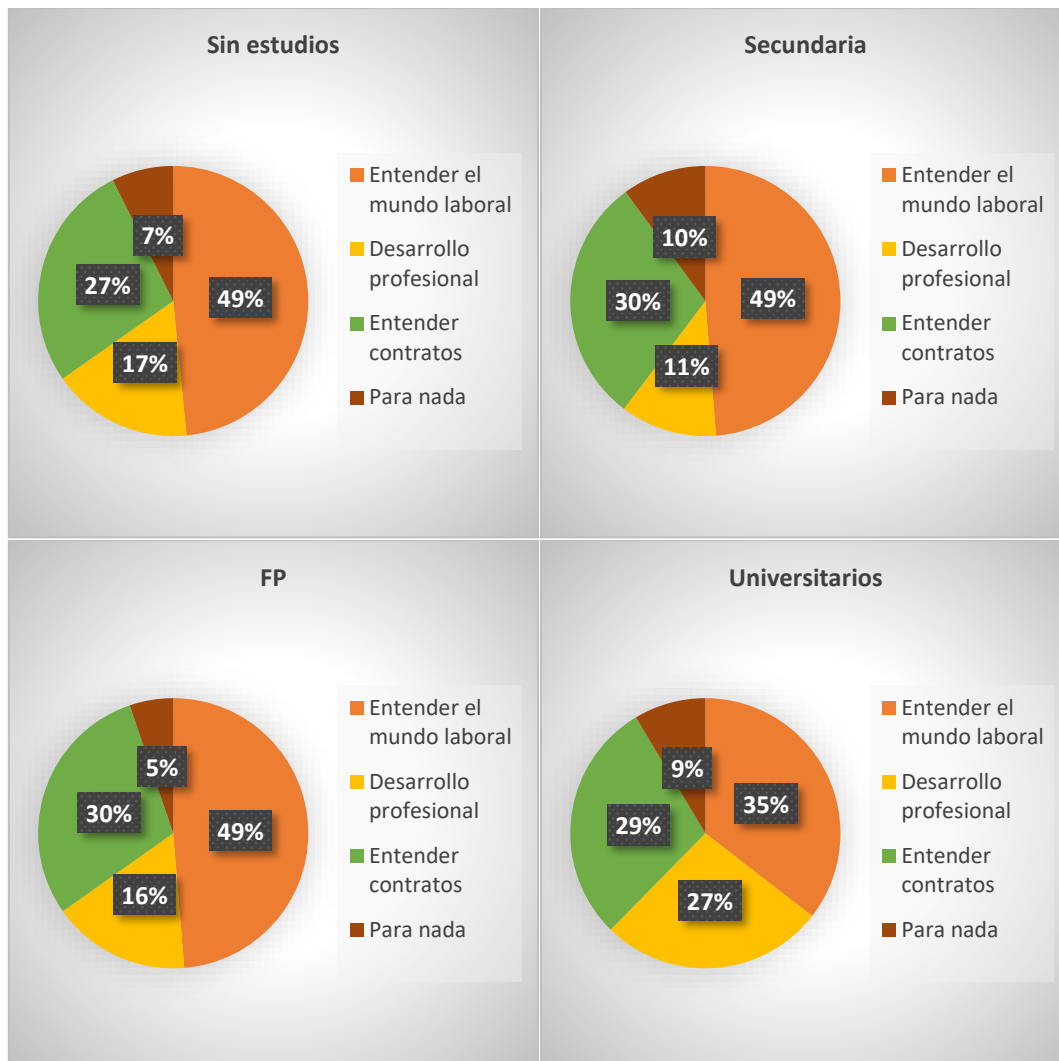 Sin estudios
7%
27%
49%
17%
Entender el
mundo laboral
Desarrollo
profesional
Entender
contratos
Para nada
Secundaria
10%
30%
49%
11%
Entender el
mundo laboral
Desarrollo
profesional
Entender
contratos
Para nada
FP
5%
30%
49%
16%
Entender el
mundo laboral
Desarrollo
profesional
Entender
contratos
Para nada
Universitarios
9%
35%
29%
27%
Entender el
mundo laboral
Desarrollo
profesional
Entender
contratos
Para nada